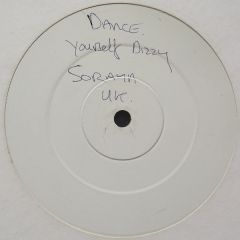 DANCE.
Yourself Dizzy
SORAYA
UK.